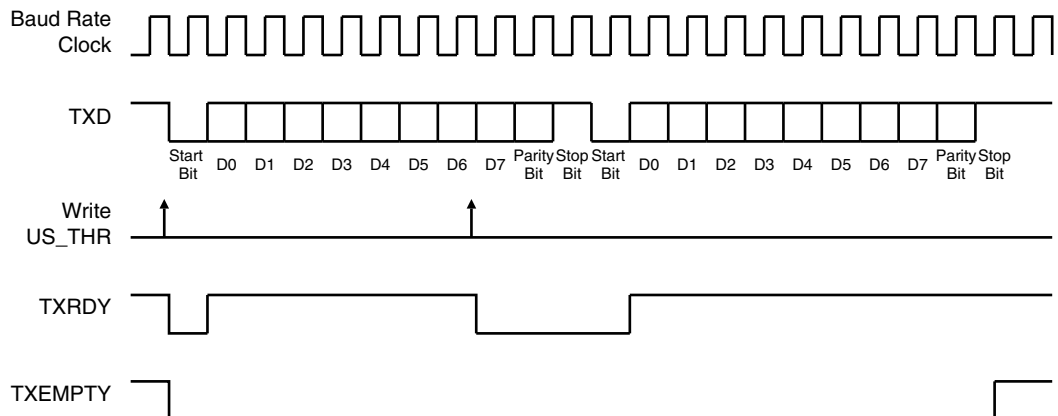 Baud Rate
Clock
TXD
Start
Bit
D0 D1 D2 D3 D4 D5 D6 D7
Parity
Bit
Stop
Bit
Start
Bit
D0 D1 D2 D3 D4 D5 D6 D7
Parity
Bit
Stop
Bit
Write
US_THR
TXRDY
TXEMPTY